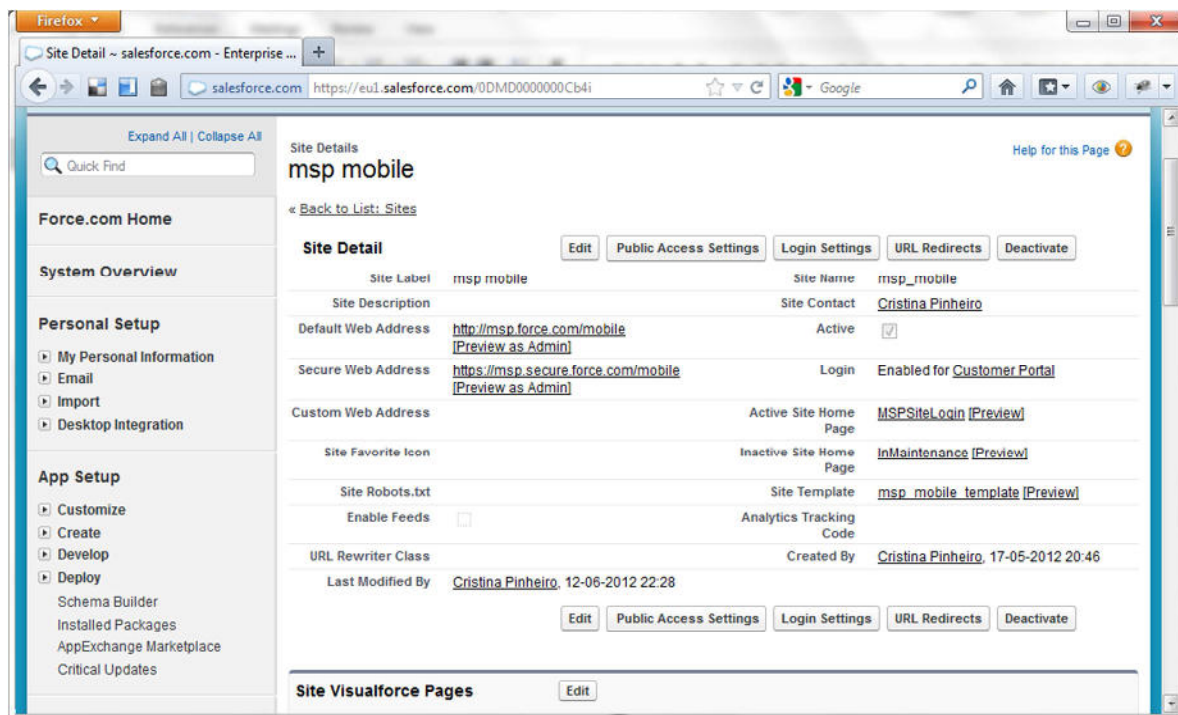 Firefox
Site Detail ~ salesforce.com - Enterprise ...
salesforce.com https://eu1.salesforce.com/0DMD0000000Cb4i
Google
Expand All | Collapse All
Quick Find
Force.com Home
System Overview
Personal Setup
My Personal Information
Email
Import
Desktop Integration
App Setup
Customize
Create
Develop
Deploy
Schema Builder
Installed Packages
AppExchange Marketplace
Critical Updates
Site Details
msp mobile
Help for this Page
« Back to List: Sites
Site Detail Edit Public Access Settings Login Settings URL Redirects Deactivate
Site Label msp mobile Site Name msp_mobile
Site Description Site Contact Cristina Pinheiro
Default Web Address http://msp.force.com/mobile Active
[Preview as Admin]
Secure Web Address https://msp.secure.force.com/mobile Login Enabled for Customer Portal
[Preview as Admin]
Custom Web Address Active Site Home MSPSiteLogin [Preview]
Page
Site Favorite Icon Inactive Site Home InMaintenance [Preview]
Page
Site Robots.txt Site Template msp_mobile_template [Preview]
Enable Feeds Analytics Tracking
Code
URL Rewriter Class Created By Cristina Pinheiro, 17-05-2012 20:46
Last Modified By Cristina Pinheiro, 12-06-2012 22:28
Edit Public Access Settings Login Settings URL Redirects Deactivate
Site Visualforce Pages Edit